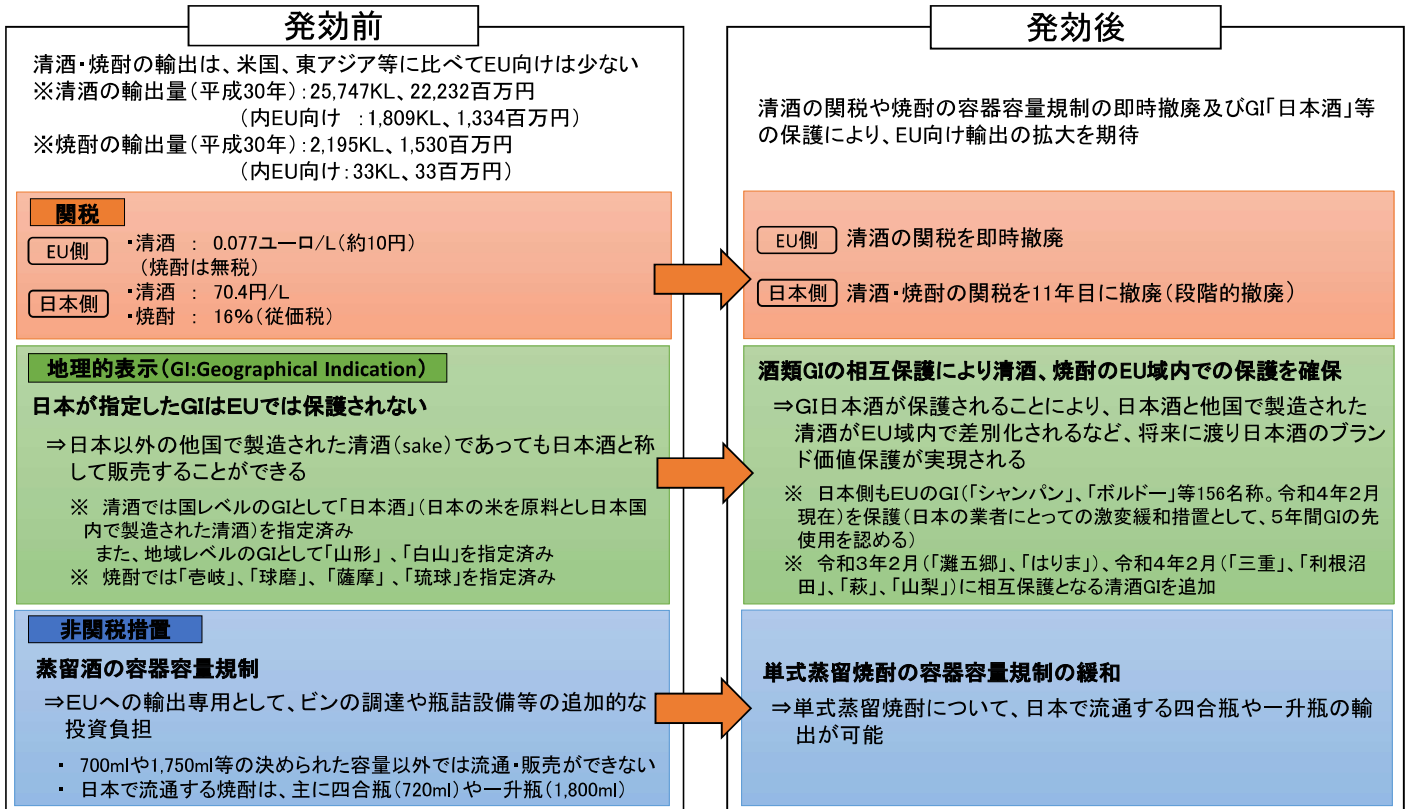 発効前
清酒・焼酎の輸出は、米国、東アジア等に比べてEU向けは少ない
※清酒の輸出量(平成30年):25,747KL、22,232百万円
(内EU向け :1,809KL、1,334百万円)
※焼酎の輸出量(平成30年):2,195KL、1,530百万円
(内EU向け:33KL、33百万円)
関税
EU側 ・清酒 : 0.077ユーロ/L(約10円)
(焼酎は無税)
日本側 ・清酒 : 70.4円/L
・焼酎 : 16%(従価税)
地理的表示(GI:Geographical Indication)
日本が指定したGIはEUでは保護されない
⇒日本以外の他国で製造された清酒(sake)であっても日本酒と称
して販売することができる
※ 清酒では国レベルのGIとして「日本酒」(日本の米を原料とし日本国
内で製造された清酒)を指定済み
また、地域レベルのGIとして「山形」、「白山」を指定済み
※ 焼酎では「壱岐」、「球磨」、「薩摩」、「琉球」を指定済み
非関税措置
蒸留酒の容器容量規制
⇒EUへの輸出専用として、ビンの調達や瓶詰設備等の追加的な
投資負担
・ 700mlや1,750ml等の決められた容量以外では流通・販売ができない
・ 日本で流通する焼酎は、主に四合瓶(720ml)や一升瓶(1,800ml)
発効後
清酒の関税や焼酎の容器容量規制の即時撤廃及びGI「日本酒」等
の保護により、EU向け輸出の拡大を期待
EU側 清酒の関税を即時撤廃
日本側 清酒・焼酎の関税を11年目に撤廃(段階的撤廃)
酒類GIの相互保護により清酒、焼酎のEU域内での保護を確保
⇒GI日本酒が保護されることにより、日本酒と他国で製造された
清酒がEU域内で差別化されるなど、将来に渡り日本酒のブラン
ド価値保護が実現される
※ 日本側もEUのGI(「シャンパン」、「ボルドー」等156名称。令和4年2月
現在)を保護(日本の業者にとっての激変緩和措置として、5年間GIの先
使用を認める)
※ 令和3年2月(「灘五郷」、「はりま」)、令和4年2月(「三重」、「利根沼
田」、「萩」、「山梨」)に相互保護となる清酒GIを追加
単式蒸留焼酎の容器容量規制の緩和
⇒単式蒸留焼酎について、日本で流通する四合瓶や一升瓶の輸
出が可能